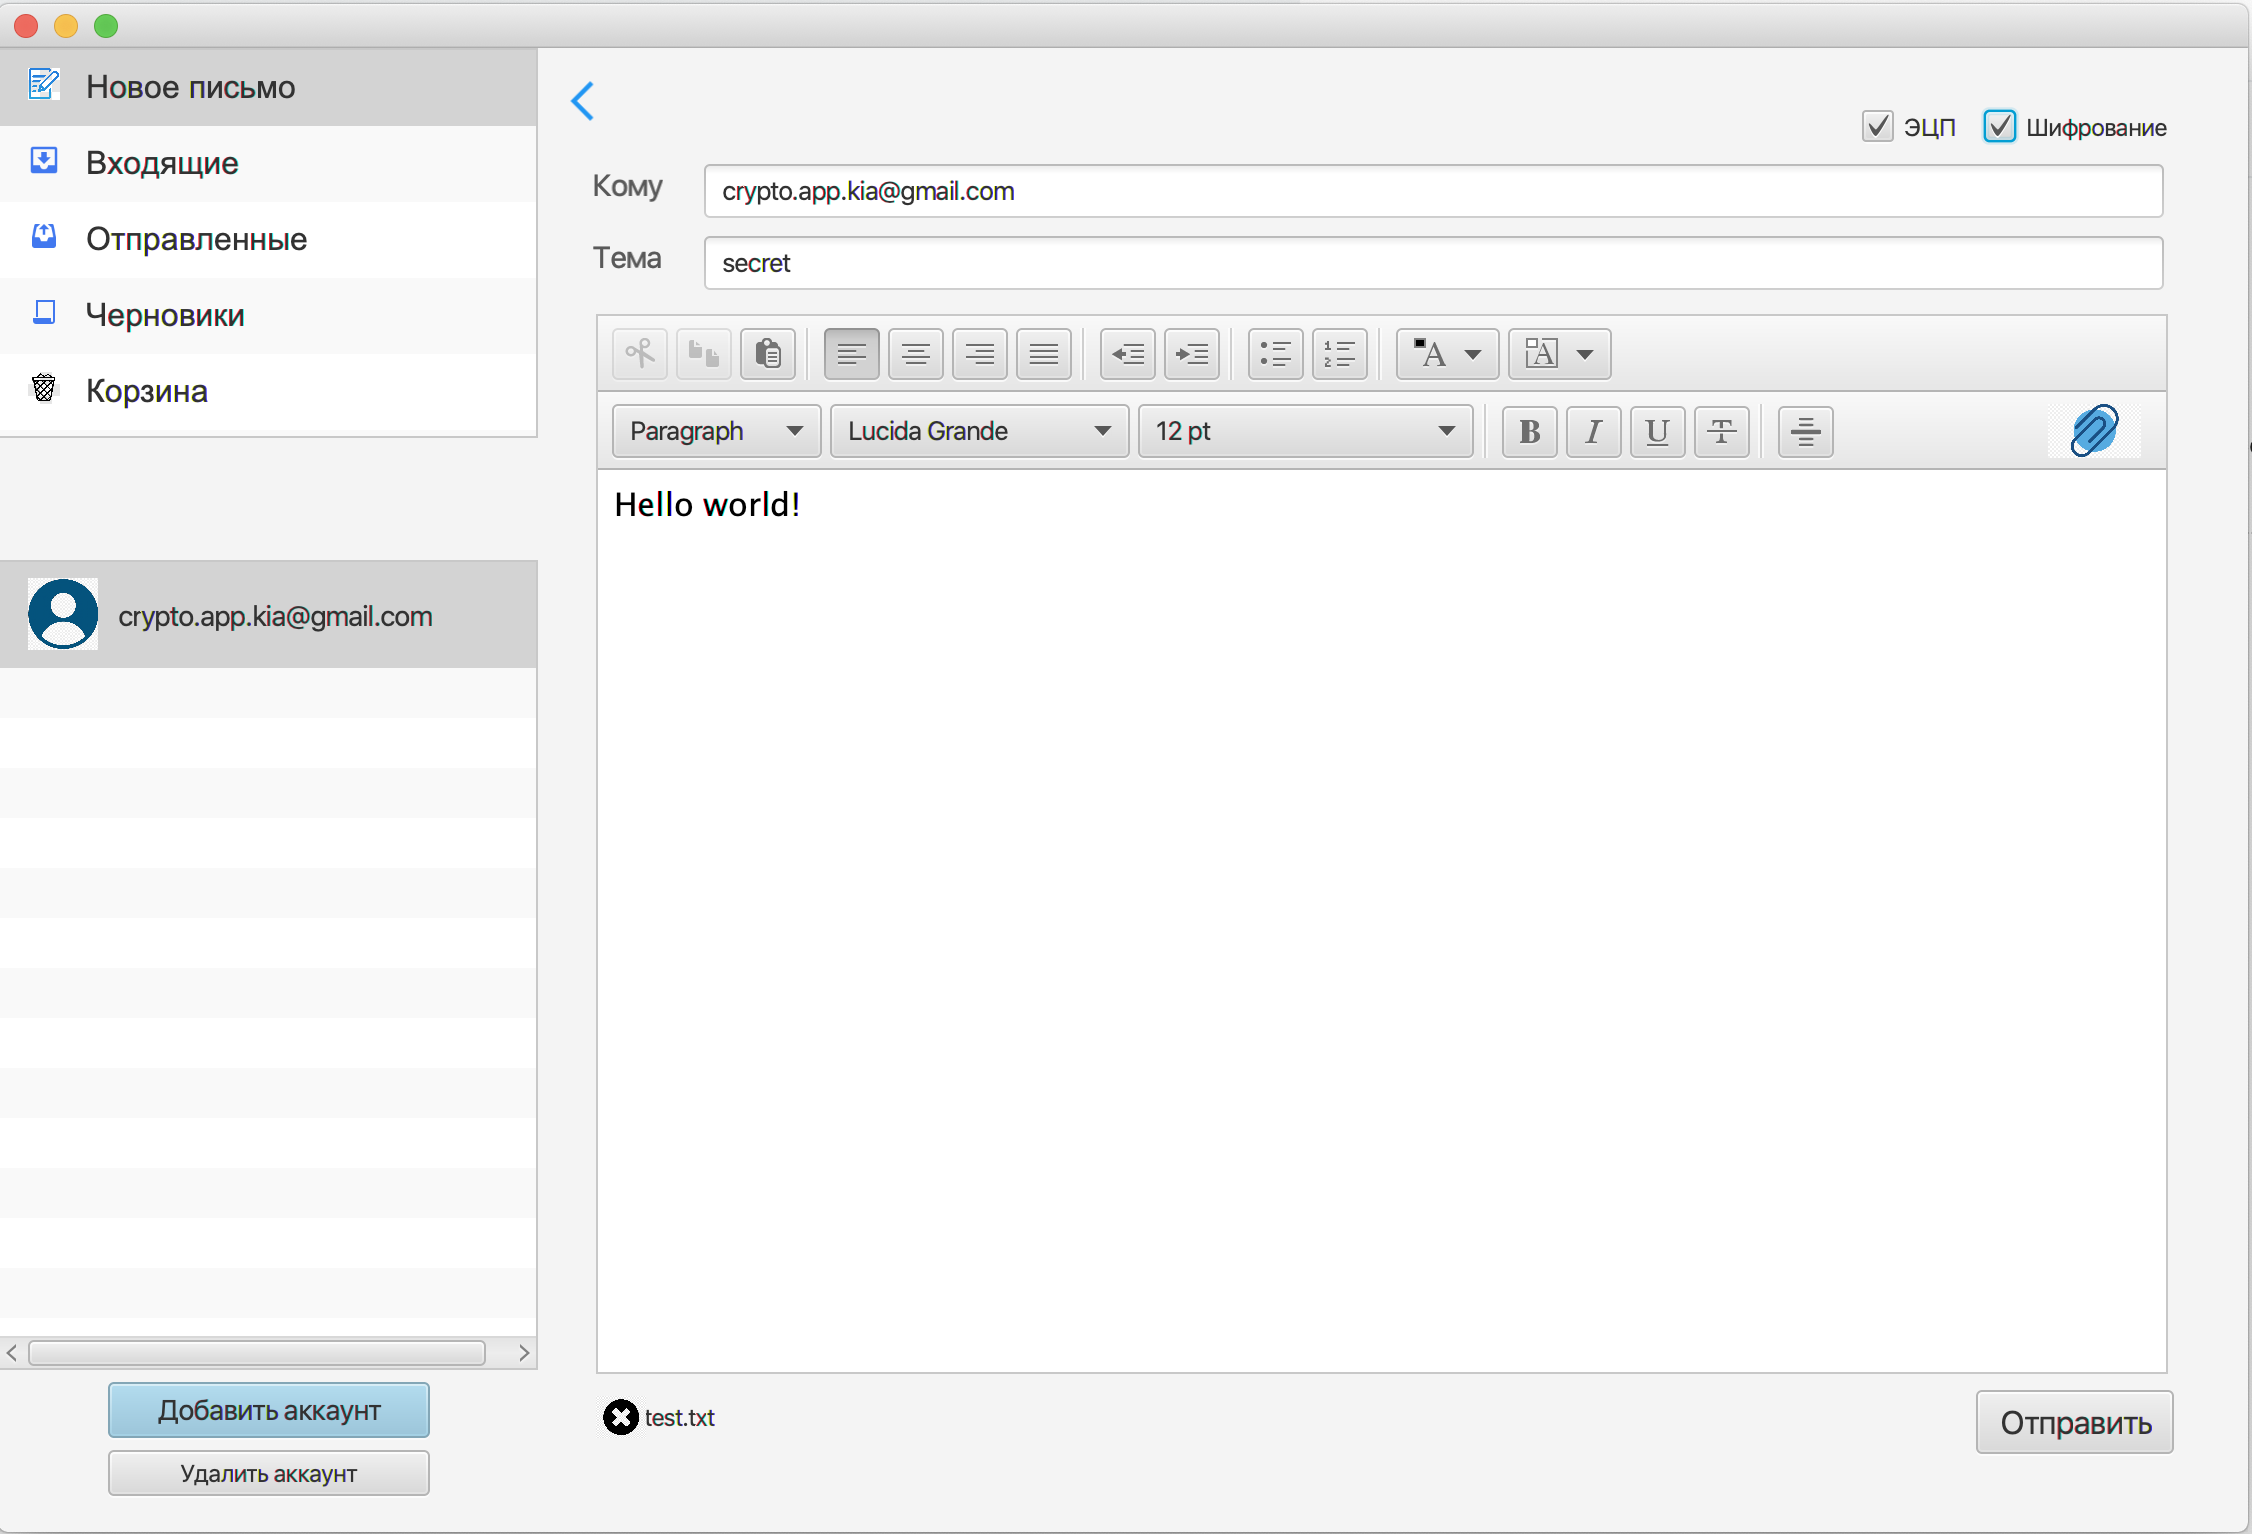 Новое письмо
Входящие
Отправленные
Черновики
Корзина
crypto.app.kia@gmail.com
Добавить аккаунт
Удалить аккаунт
ЭЦП Шифрование
Кому crypto.app.kia@gmail.com
Тема secret
A A
Paragraph Lucida Grande 12 pt B I U T
Hello world!
test.txt
Отправить